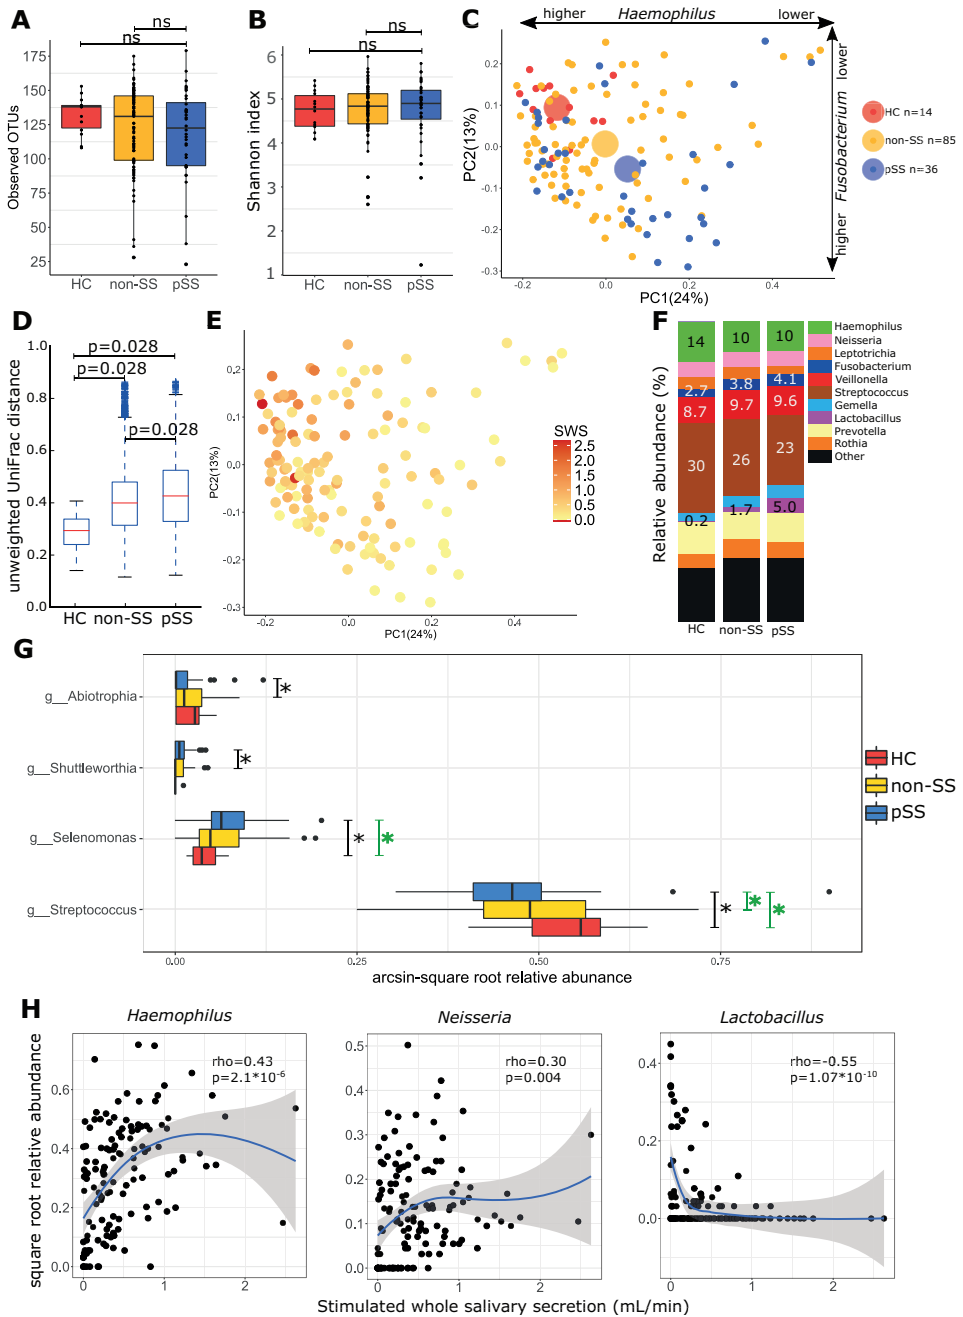 A
ns
ns
Observed OTUs
175
150
125
100
75
50
25
HC
non-SS
pSS
B
ns
ns
Shannon index
6
5
4
3
2
1
HC
non-SS
pSS
C
higher
Haemophilus
lower
PC2(13%)
0.2
0.1
0.0
-0.1
-0.2
-0.3
-0.2
0.0
0.2
0.4
PC1(24%)
lower
Fusobacterium
higher
HC n=14
non-SS n=85
pSS n=36
D
p=0.028
p=0.028
p=0.028
unweighted UniFrac distance
1.0
0.8
0.6
0.4
0.2
0.0
HC
non-SS
pSS
E
PC2(13%)
0.2
0.1
0.0
-0.1
-0.2
-0.3
-0.2
0.0
0.2
0.4
PC1(24%)
SWS
2.5
2.0
1.5
1.0
0.5
0.0
F
Relative abundance (%)
14
10
10
2.7
3.8
4.1
8.7
9.7
9.6
30
26
23
0.2
1.7
5.0
HC
non-SS
pSS
Haemophilus
Neisseria
Leptotrichia
Fusobacterium
Veillonella
Streptococcus
Gemella
Lactobacillus
Prevotella
Rothia
Other
G
g__Abiotrophia
*
g__Shuttleworthia
*
g__Selenomonas
* *
g__Streptococcus
* * *
0.00
0.25
0.50
0.75
arcsin-square root relative abunance
HC
non-SS
pSS
H
square root relative abundance
Haemophilus
rho=0.43
p=2.1*10⁻⁶
0.6
0.4
0.2
0.0
0
1
2
Neisseria
rho=0.30
p=0.004
0.5
0.4
0.3
0.2
0.1
0.0
0
1
2
Lactobacillus
rho=-0.55
p=1.07*10⁻¹⁰
0.4
0.2
0.0
0
1
2
Stimulated whole salivary secretion (mL/min)